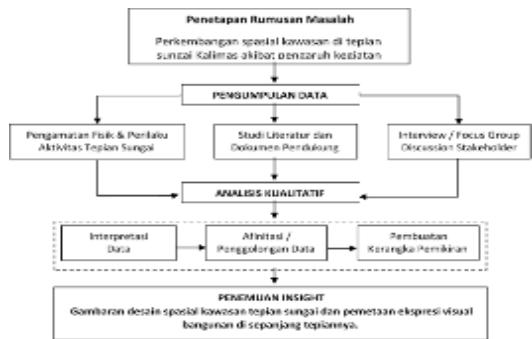 Penetapan Rumusan Masalah
Perkembangan spasial kawasan di tepian
sungai Kalimas akibat pengaruh kegiatan
PENGUMPULAN DATA
Pengamatan Fisik & Perilaku
Aktivitas Tepian Sungai
Studi Literatur dan
Dokumen Pendukung
Interview / Focus Group
Discussion Stakeholder
ANALISIS KUALITATIF
Interpretasi
Data
Afinitasi /
Penggolongan Data
Pembuatan
Kerangka Pemikiran
PENEMUAN INSIGHT
Gambaran desain spasial kawasan tepian sungai dan pemetaan ekspresi visual
bangunan di sepanjang tepiannya.